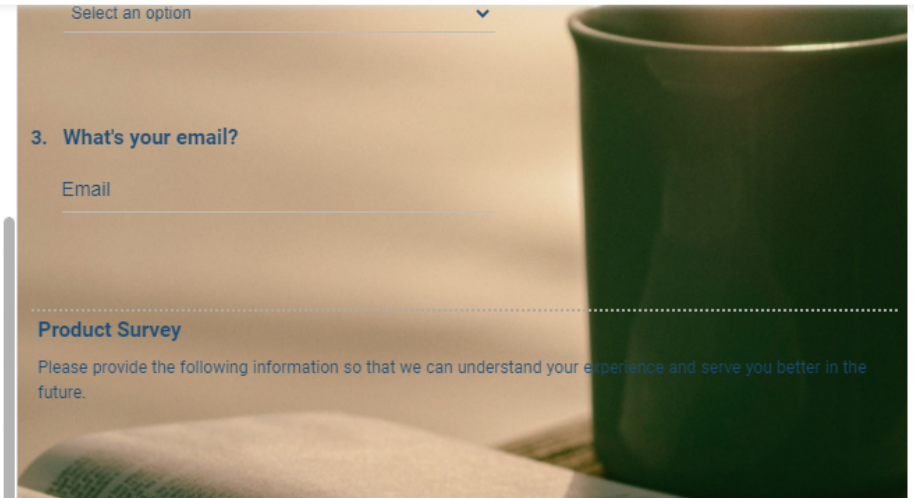 Select an option
3. What's your email?
Email
Product Survey
Please provide the following information so that we can understand your experience and serve you better in the
future.